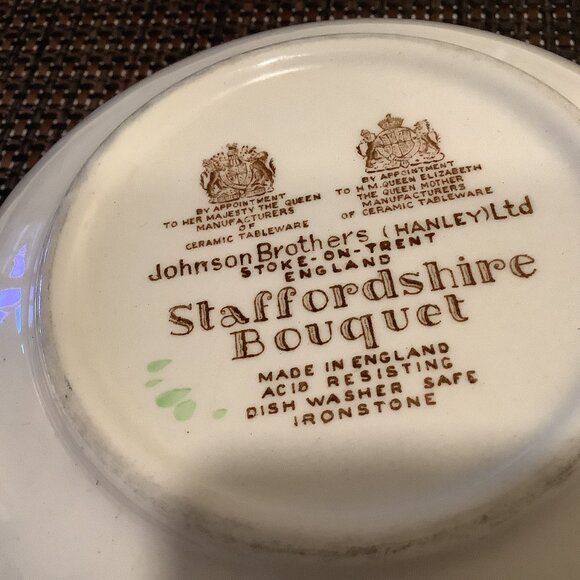 BY APPOINTMENT
TO HER MAJESTY THE QUEEN
MANUFACTURERS
OF
CERAMIC TABLEWARE
BY APPOINTMENT
TO H.M. QUEEN ELIZABETH
THE QUEEN MOTHER
MANUFACTURERS
OF CERAMIC TABLEWARE
Johnson Brothers (HANLEY) Ltd
STOKE-ON-TRENT
ENGLAND
Staffordshire
Bouquet
MADE IN ENGLAND
ACID RESISTING
DISH WASHER SAFE
IRONSTONE